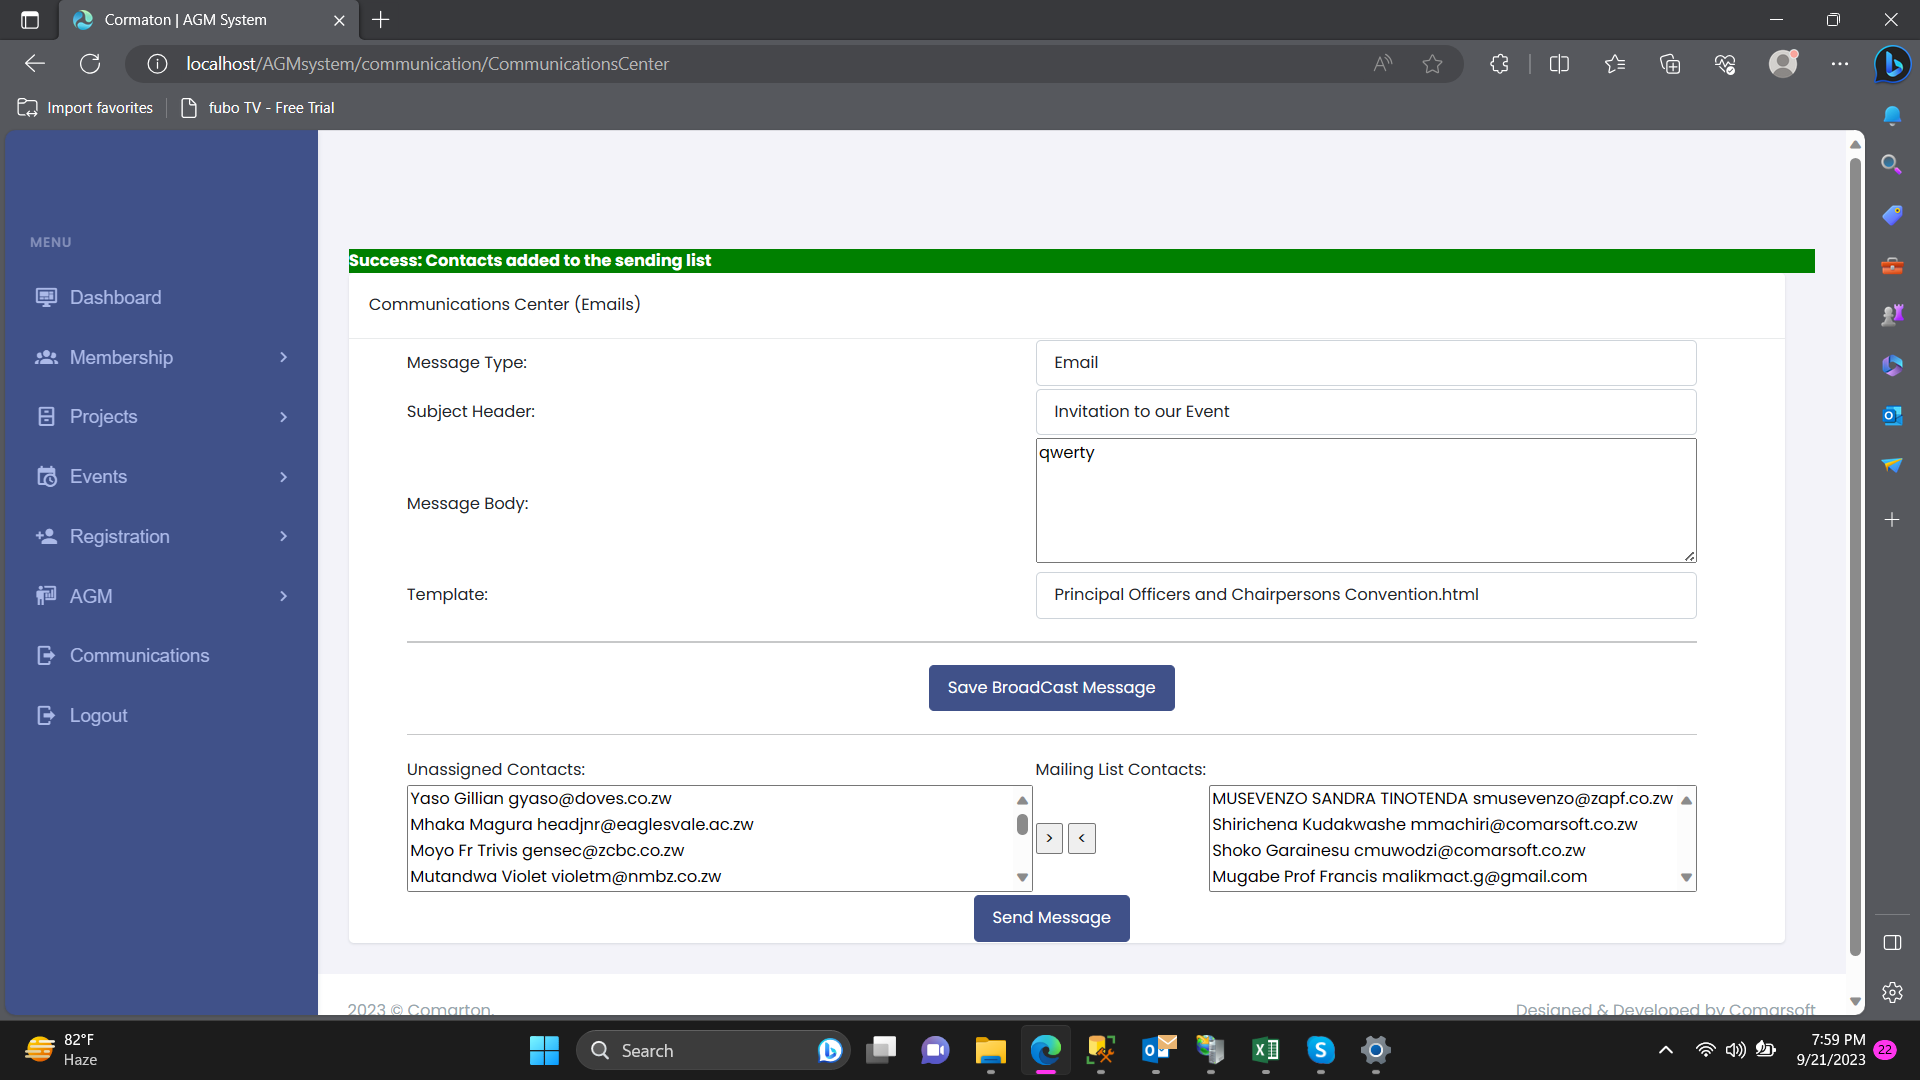 Cormaton | AGM System
localhost/AGMsystem/communication/CommunicationsCenter
Import favorites
fubo TV - Free Trial
MENU
Dashboard
Membership
Projects
Events
Registration
AGM
Communications
Logout
Success: Contacts added to the sending list
Communications Center (Emails)
Message Type:
Email
Subject Header:
Invitation to our Event
Message Body:
qwerty
Template:
Principal Officers and Chairpersons Convention.html
Save BroadCast Message
Unassigned Contacts:
Yaso Gillian gyaso@doves.co.zw
Mhaka Magura headjnr@eaglesvale.ac.zw
Moyo Fr Trivis gensec@zcbc.co.zw
Mutandwa Violet violetm@nmbz.co.zw
> <
Mailing List Contacts:
MUSEVENZO SANDRA TINOTENDA smusevenzo@zapf.co.zw
Shirichena Kudakwashe mmachiri@comarsoft.co.zw
Shoko Garainesu cmuwodzi@comarsoft.co.zw
Mugabe Prof Francis malikmact.g@gmail.com
Send Message
2023 © Comarton.
Designed & Developed by Comarsoft
82°F
Haze
Search
7:59 PM
9/21/2023
22